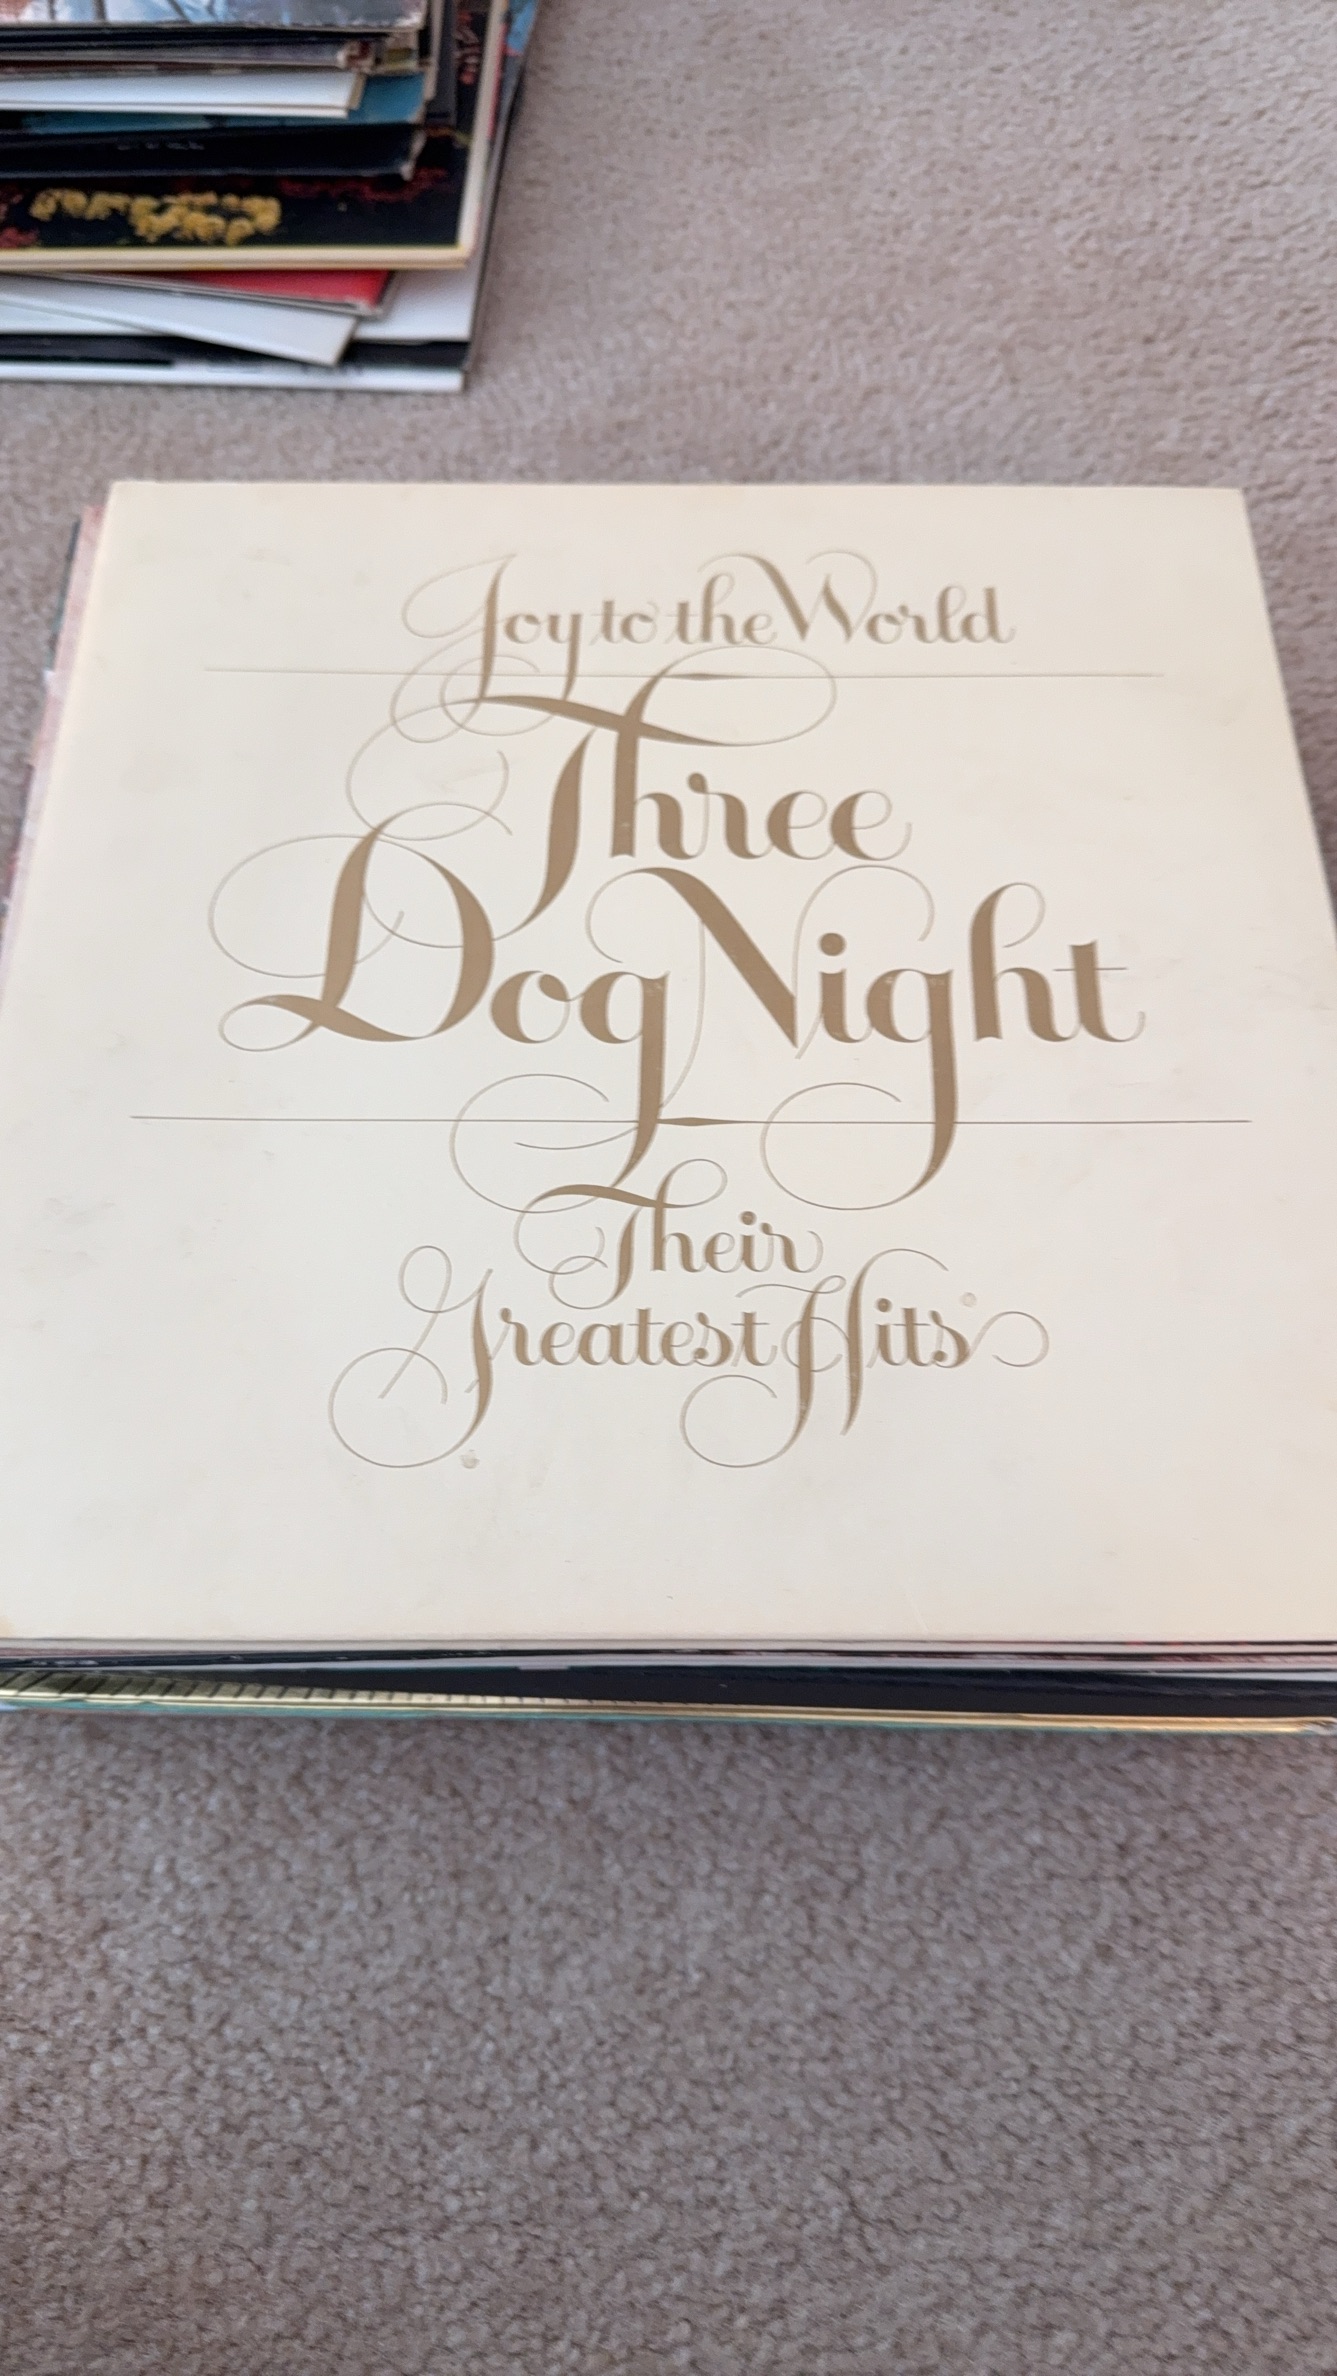 Joy to the World
Three
Dog Night
Their
Greatest Hits